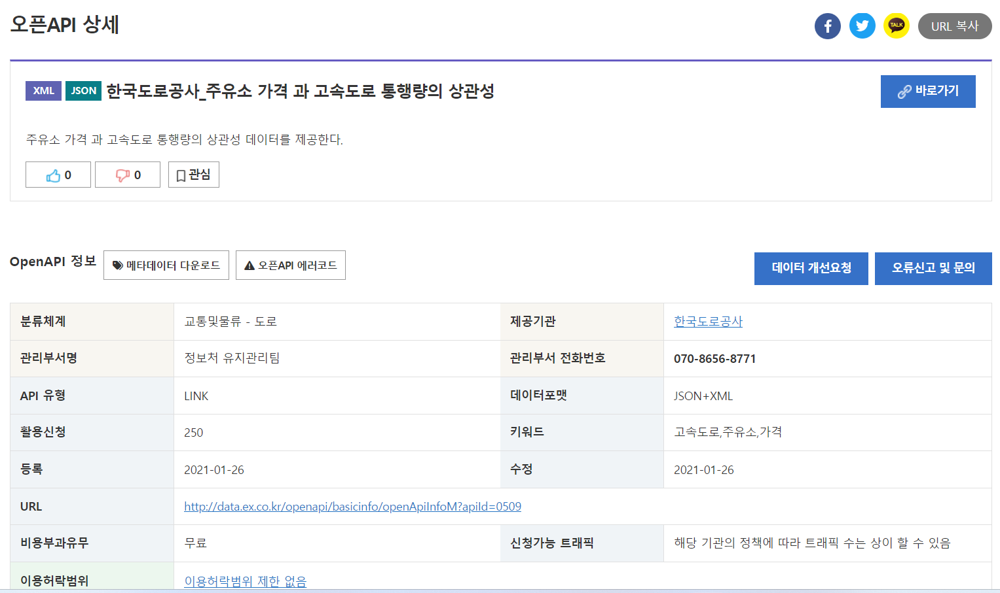 오픈API 상세
TALK
URL 복사
XML JSON 한국도로공사_주유소 가격 과 고속도로 통행량의 상관성
바로가기
주유소 가격 과 고속도로 통행량의 상관성 데이터를 제공한다.
0 0 관심
OpenAPI 정보 메타데이터 다운로드 오픈API 에러코드
데이터 개선요청 오류신고 및 문의
분류체계 교통및물류 - 도로 제공기관 한국도로공사
관리부서명 정보처 유지관리팀 관리부서 전화번호 070-8656-8771
API 유형 LINK 데이터포맷 JSON+XML
활용신청 250 키워드 고속도로,주유소,가격
등록 2021-01-26 수정 2021-01-26
URL http://data.ex.co.kr/openapi/basicinfo/openApiInfoM?apiId=0509
비용부과유무 무료 신청가능 트래픽 해당 기관의 정책에 따라 트래픽 수는 상이 할 수 있음
이용허락범위 이용허락범위 제한 없음